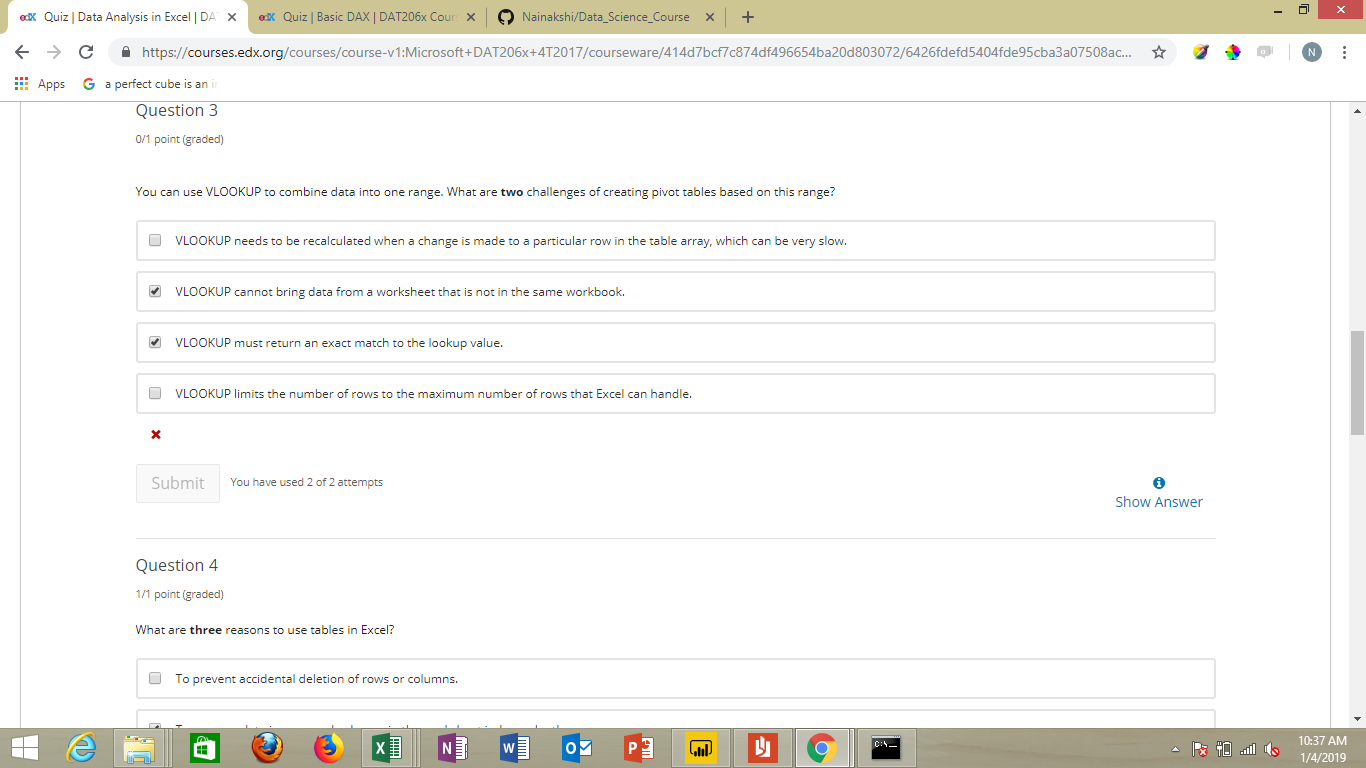 edX Quiz | Data Analysis in Excel | DA
edX Quiz | Basic DAX | DAT206x Cour
Nainakshi/Data_Science_Course
https://courses.edx.org/courses/course-v1:Microsoft+DAT206x+4T2017/courseware/414d7bcf7c874df496654ba20d803072/6426fdefd5404fde95cba3a07508ac...
N
Apps
G a perfect cube is an i
Question 3
0/1 point (graded)
You can use VLOOKUP to combine data into one range. What are two challenges of creating pivot tables based on this range?
VLOOKUP needs to be recalculated when a change is made to a particular row in the table array, which can be very slow.
VLOOKUP cannot bring data from a worksheet that is not in the same workbook.
VLOOKUP must return an exact match to the lookup value.
VLOOKUP limits the number of rows to the maximum number of rows that Excel can handle.
Submit You have used 2 of 2 attempts
Show Answer
Question 4
1/1 point (graded)
What are three reasons to use tables in Excel?
To prevent accidental deletion of rows or columns.
10:37 AM
1/4/2019